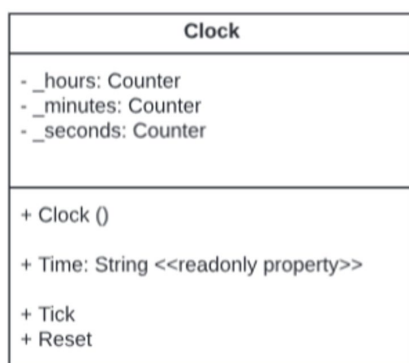 Clock
- _hours: Counter
- _minutes: Counter
- _seconds: Counter
+ Clock ()
+ Time: String <<readonly property>>
+ Tick
+ Reset